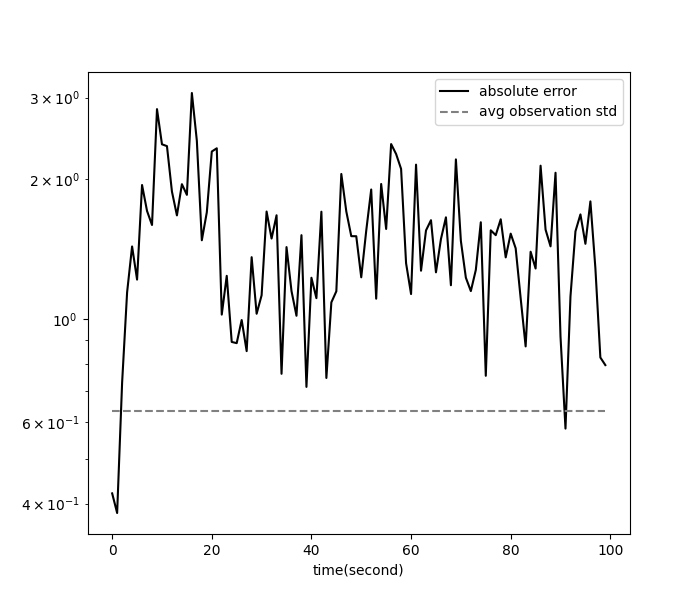 absolute error
avg observation std
3 × 10⁰
2 × 10⁰
10⁰
6 × 10⁻¹
4 × 10⁻¹
0 20 40 60 80 100
time(second)